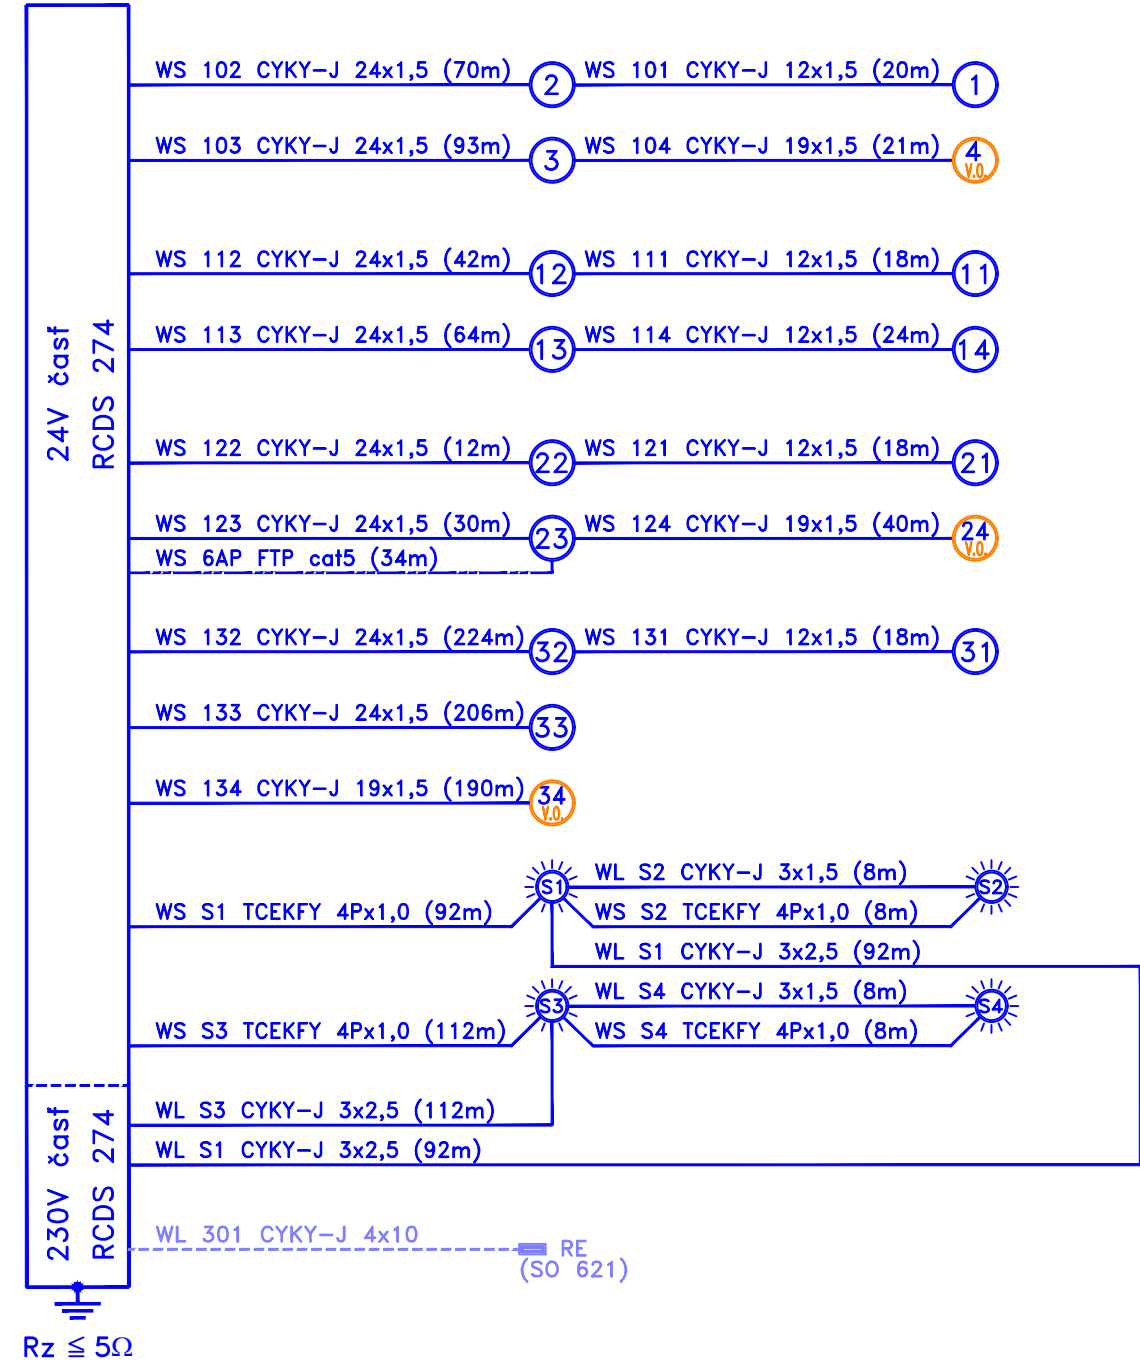 WS 102 CYKY-J 24x1,5 (70m) 2 WS 101 CYKY-J 12x1,5 (20m) 1
WS 103 CYKY-J 24x1,5 (93m) 3 WS 104 CYKY-J 19x1,5 (21m) 4
V.O.
WS 112 CYKY-J 24x1,5 (42m) 12 WS 111 CYKY-J 12x1,5 (18m) 11
WS 113 CYKY-J 24x1,5 (64m) 13 WS 114 CYKY-J 12x1,5 (24m) 14
24V časť
RCDS 274
WS 122 CYKY-J 24x1,5 (12m) 22 WS 121 CYKY-J 12x1,5 (18m) 21
WS 123 CYKY-J 24x1,5 (30m) 23 WS 124 CYKY-J 19x1,5 (40m) 24
V.O.
WS 6AP FTP cat5 (34m)
WS 132 CYKY-J 24x1,5 (224m) 32 WS 131 CYKY-J 12x1,5 (18m) 31
WS 133 CYKY-J 24x1,5 (206m) 33
WS 134 CYKY-J 19x1,5 (190m) 34
V.O.
S1 WL S2 CYKY-J 3x1,5 (8m) S2
WS S1 TCEKFY 4Px1,0 (92m) WS S2 TCEKFY 4Px1,0 (8m)
WL S1 CYKY-J 3x2,5 (92m)
S3 WL S4 CYKY-J 3x1,5 (8m) S4
WS S3 TCEKFY 4Px1,0 (112m) WS S4 TCEKFY 4Px1,0 (8m)
230V časť
RCDS 274
WL S3 CYKY-J 3x2,5 (112m)
WL S1 CYKY-J 3x2,5 (92m)
WL 301 CYKY-J 4x10 RE
(SO 621)
Rz ≦ 5Ω